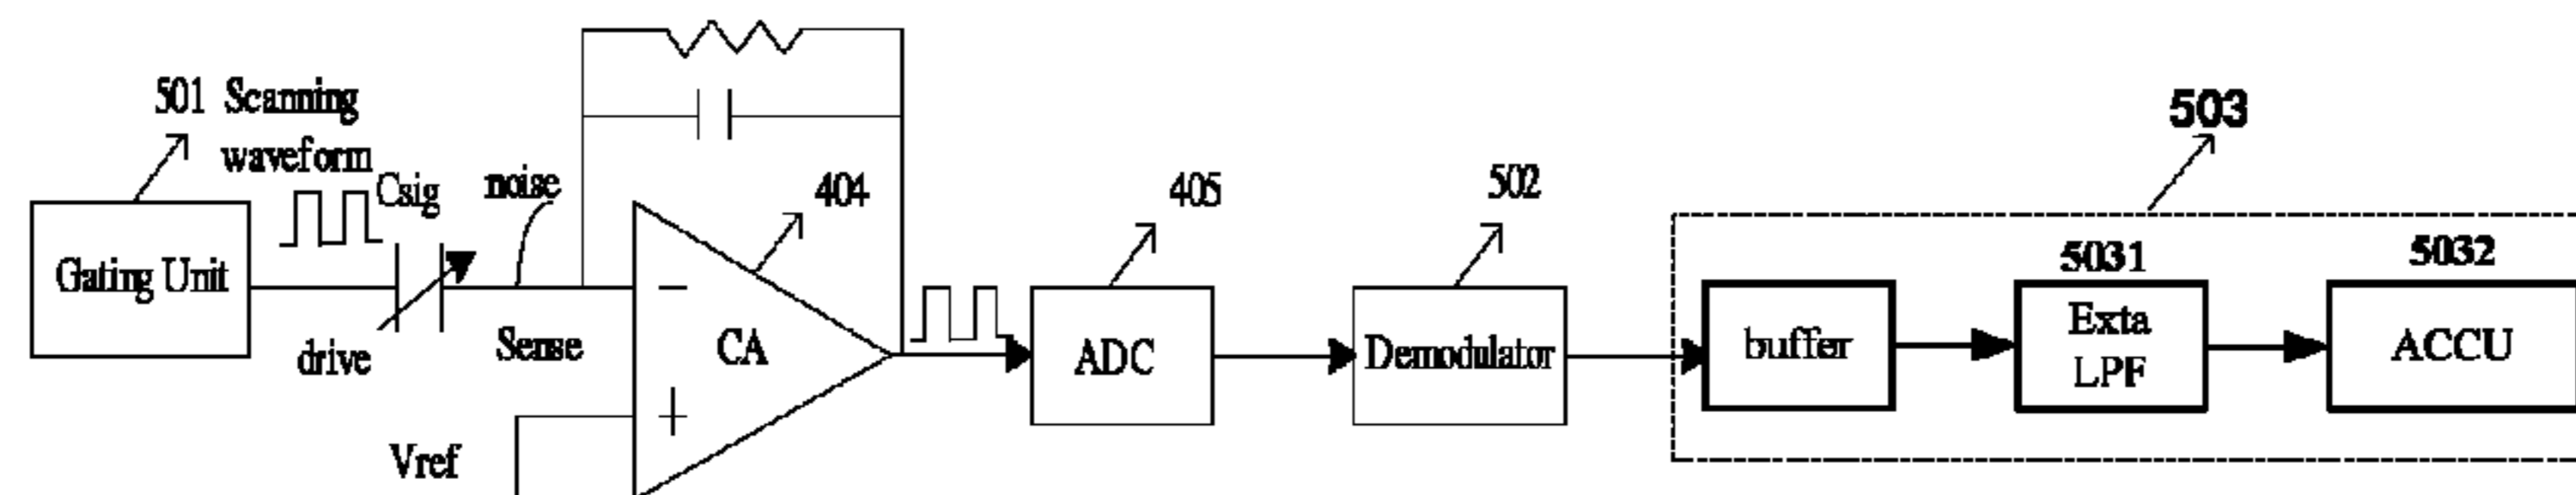 501 Scanning
waveform
Csig
noise
Gating Unit
drive
Sense
Vref
−
+
CA
404
405
ADC
502
Demodulator
503
buffer
5031
Exta
LPF
5032
ACCU